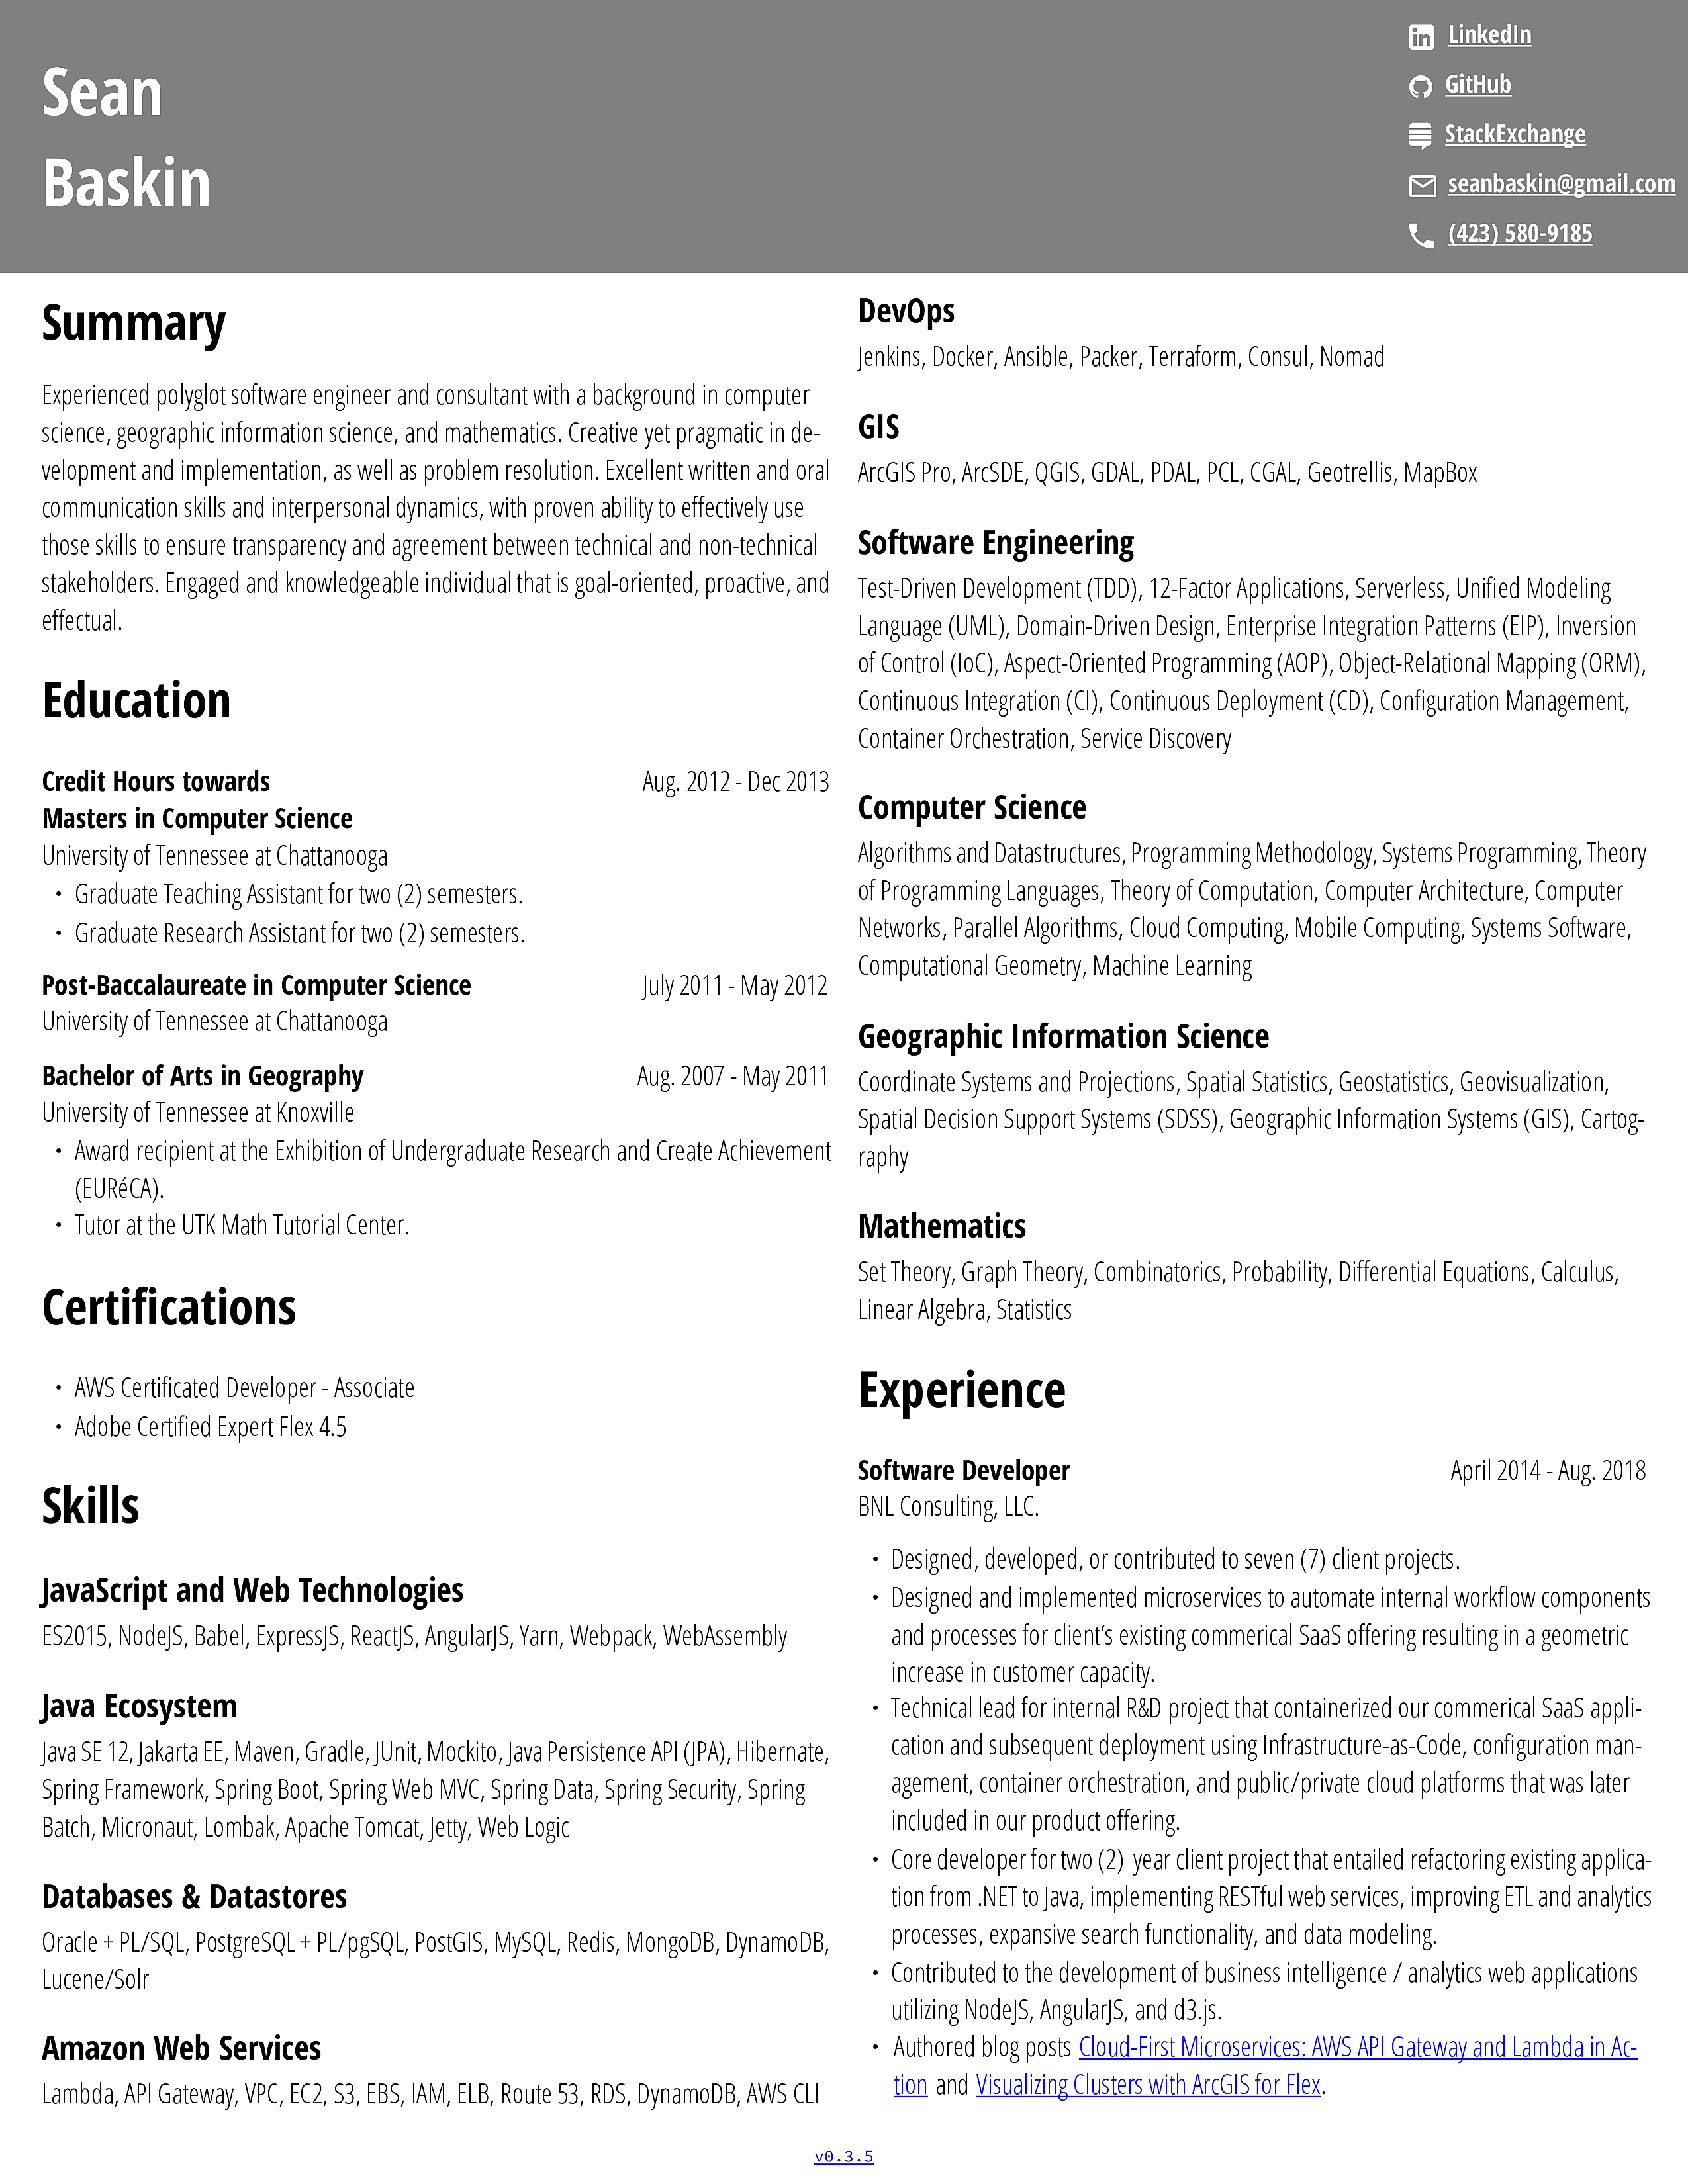 Sean
Baskin
LinkedIn
GitHub
StackExchange
seanbaskin@gmail.com
(423) 580-9185
Summary
Experienced polyglot software engineer and consultant with a background in computer
science, geographic information science, and mathematics. Creative yet pragmatic in de-
velopment and implementation, as well as problem resolution. Excellent written and oral
communication skills and interpersonal dynamics, with proven ability to effectively use
those skills to ensure transparency and agreement between technical and non-technical
stakeholders. Engaged and knowledgeable individual that is goal-oriented, proactive, and
effectual.
Education
Credit Hours towards Aug. 2012 - Dec 2013
Masters in Computer Science
University of Tennessee at Chattanooga
• Graduate Teaching Assistant for two (2) semesters.
• Graduate Research Assistant for two (2) semesters.
Post-Baccalaureate in Computer Science July 2011 - May 2012
University of Tennessee at Chattanooga
Bachelor of Arts in Geography Aug. 2007 - May 2011
University of Tennessee at Knoxville
• Award recipient at the Exhibition of Undergraduate Research and Create Achievement
(EURéCA).
• Tutor at the UTK Math Tutorial Center.
Certifications
• AWS Certificated Developer - Associate
• Adobe Certified Expert Flex 4.5
Skills
JavaScript and Web Technologies
ES2015, NodeJS, Babel, ExpressJS, ReactJS, AngularJS, Yarn, Webpack, WebAssembly
Java Ecosystem
Java SE 12, Jakarta EE, Maven, Gradle, JUnit, Mockito, Java Persistence API (JPA), Hibernate,
Spring Framework, Spring Boot, Spring Web MVC, Spring Data, Spring Security, Spring
Batch, Micronaut, Lombak, Apache Tomcat, Jetty, Web Logic
Databases & Datastores
Oracle + PL/SQL, PostgreSQL + PL/pgSQL, PostGIS, MySQL, Redis, MongoDB, DynamoDB,
Lucene/Solr
Amazon Web Services
Lambda, API Gateway, VPC, EC2, S3, EBS, IAM, ELB, Route 53, RDS, DynamoDB, AWS CLI
DevOps
Jenkins, Docker, Ansible, Packer, Terraform, Consul, Nomad
GIS
ArcGIS Pro, ArcSDE, QGIS, GDAL, PDAL, PCL, CGAL, Geotrellis, MapBox
Software Engineering
Test-Driven Development (TDD), 12-Factor Applications, Serverless, Unified Modeling
Language (UML), Domain-Driven Design, Enterprise Integration Patterns (EIP), Inversion
of Control (IoC), Aspect-Oriented Programming (AOP), Object-Relational Mapping (ORM),
Continuous Integration (CI), Continuous Deployment (CD), Configuration Management,
Container Orchestration, Service Discovery
Computer Science
Algorithms and Datastructures, Programming Methodology, Systems Programming, Theory
of Programming Languages, Theory of Computation, Computer Architecture, Computer
Networks, Parallel Algorithms, Cloud Computing, Mobile Computing, Systems Software,
Computational Geometry, Machine Learning
Geographic Information Science
Coordinate Systems and Projections, Spatial Statistics, Geostatistics, Geovisualization,
Spatial Decision Support Systems (SDSS), Geographic Information Systems (GIS), Cartog-
raphy
Mathematics
Set Theory, Graph Theory, Combinatorics, Probability, Differential Equations, Calculus,
Linear Algebra, Statistics
Experience
Software Developer April 2014 - Aug. 2018
BNL Consulting, LLC.
• Designed, developed, or contributed to seven (7) client projects.
• Designed and implemented microservices to automate internal workflow components
and processes for client’s existing commerical SaaS offering resulting in a geometric
increase in customer capacity.
• Technical lead for internal R&D project that containerized our commerical SaaS appli-
cation and subsequent deployment using Infrastructure-as-Code, configuration man-
agement, container orchestration, and public/private cloud platforms that was later
included in our product offering.
• Core developer for two (2) year client project that entailed refactoring existing applica-
tion from .NET to Java, implementing RESTful web services, improving ETL and analytics
processes, expansive search functionality, and data modeling.
• Contributed to the development of business intelligence / analytics web applications
utilizing NodeJS, AngularJS, and d3.js.
• Authored blog posts Cloud-First Microservices: AWS API Gateway and Lambda in Ac-
tion and Visualizing Clusters with ArcGIS for Flex.
v0.3.5